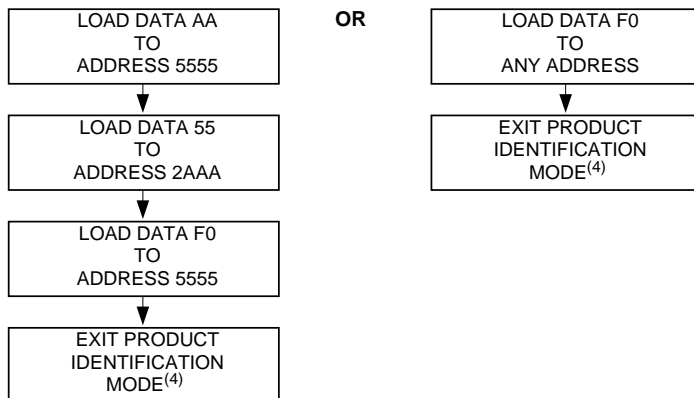 LOAD DATA AA
TO
ADDRESS 5555
LOAD DATA 55
TO
ADDRESS 2AAA
LOAD DATA F0
TO
ADDRESS 5555
EXIT PRODUCT
IDENTIFICATION
MODE(4)
OR
LOAD DATA F0
TO
ANY ADDRESS
EXIT PRODUCT
IDENTIFICATION
MODE(4)